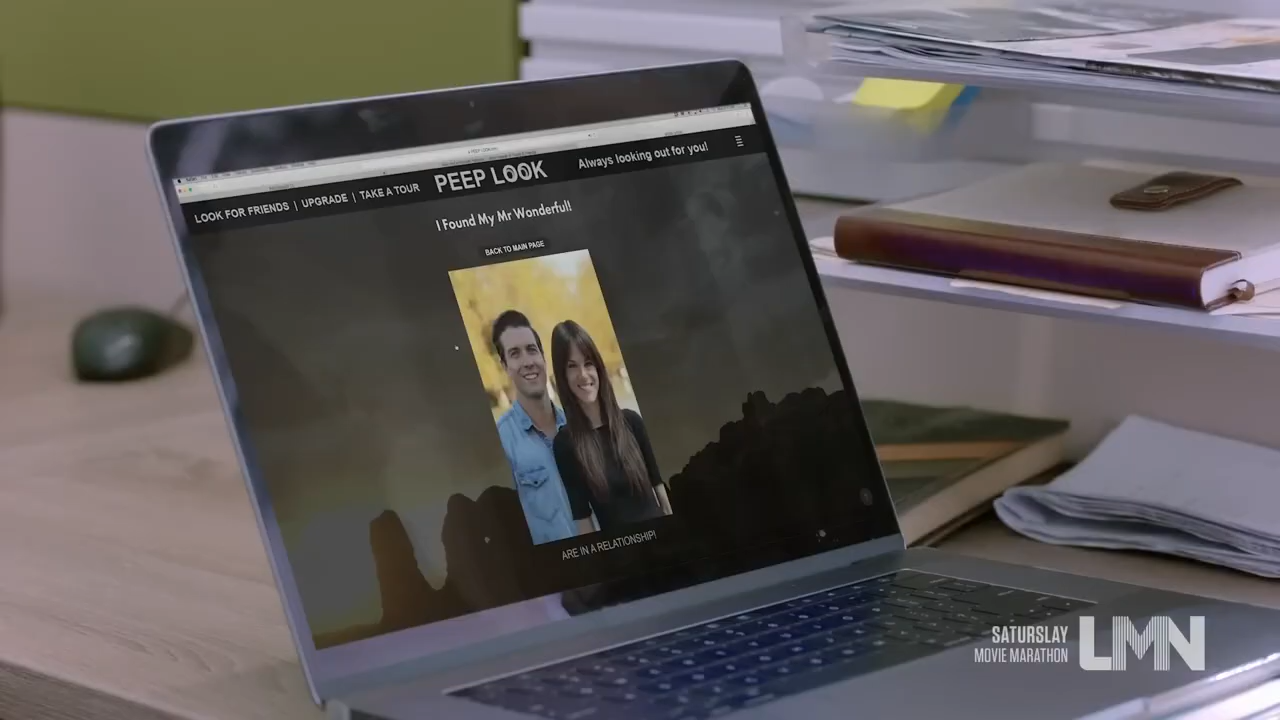 LOOK FOR FRIENDS | UPGRADE | TAKE A TOUR PEEP LOOK Always looking out for you!
I Found My Mr Wonderful!
BACK TO MAIN PAGE
ARE IN A RELATIONSHIP!
SATURSLAY
MOVIE MARATHON
LMN